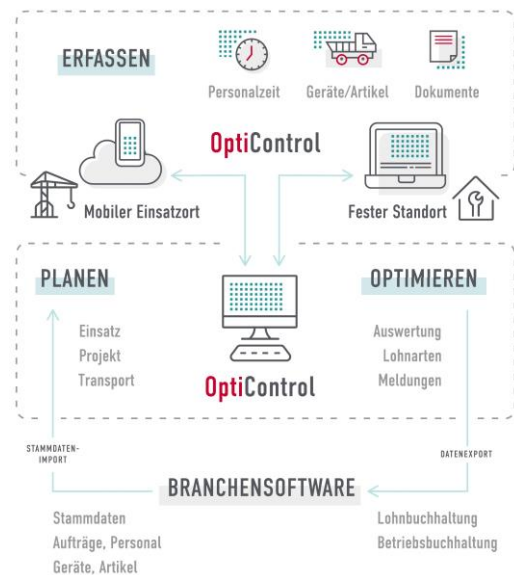 ERFASSEN
Personalzeit
Geräte/Artikel
Dokumente
OptiControl
Mobiler Einsatzort
Fester Standort
PLANEN
OPTIMIEREN
Einsatz
Projekt
Transport
Auswertung
Lohnarten
Meldungen
OptiControl
STAMMDATEN-
IMPORT
DATENEXPORT
BRANCHENSOFTWARE
Stammdaten
Aufträge, Personal
Geräte, Artikel
Lohnbuchhaltung
Betriebsbuchhaltung